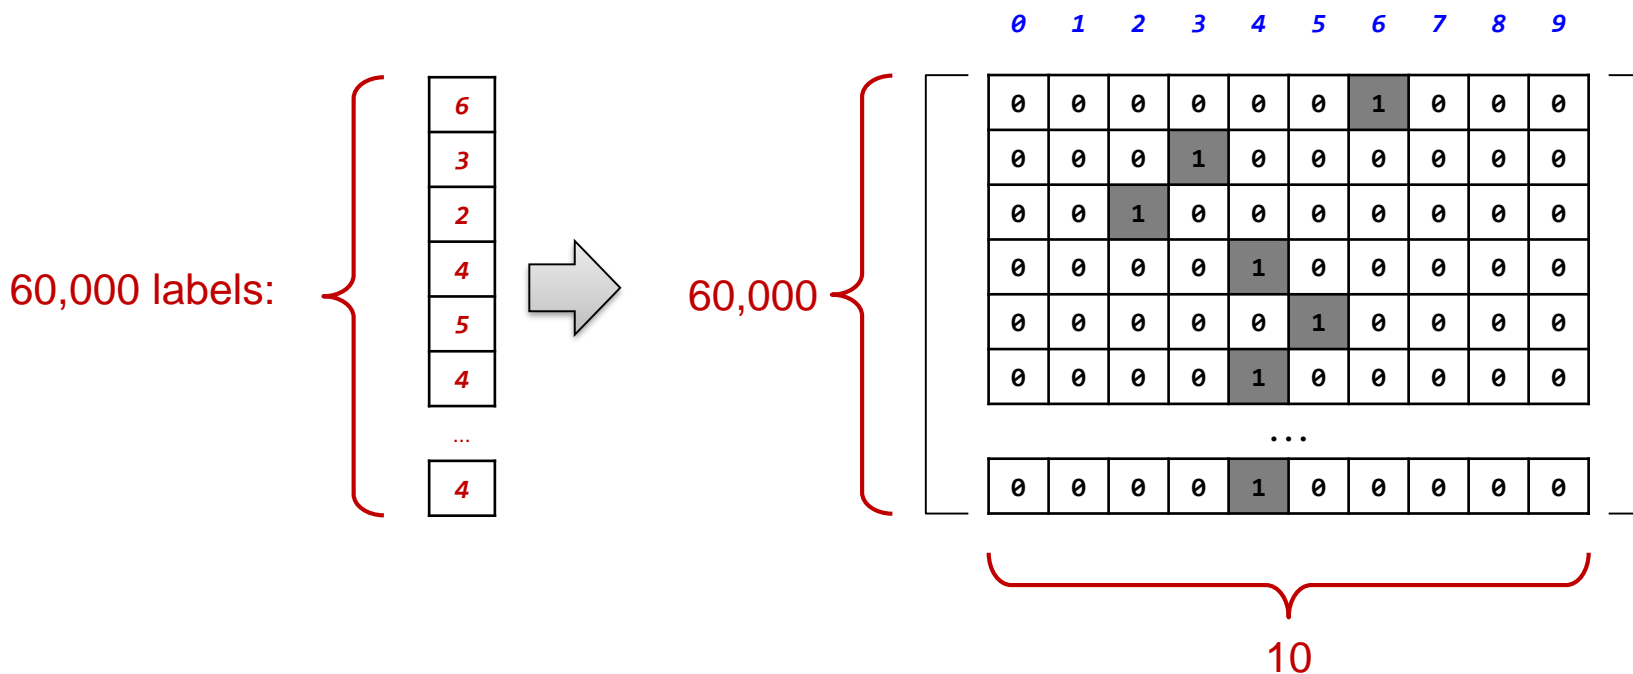 0 1 2 3 4 5 6 7 8 9
6
3
2
4
5
4
...
4
60,000 labels:
60,000
0 0 0 0 0 0 1 0 0 0
0 0 0 1 0 0 0 0 0 0
0 0 1 0 0 0 0 0 0 0
0 0 0 0 1 0 0 0 0 0
0 0 0 0 0 1 0 0 0 0
0 0 0 0 1 0 0 0 0 0
...
0 0 0 0 1 0 0 0 0 0
10